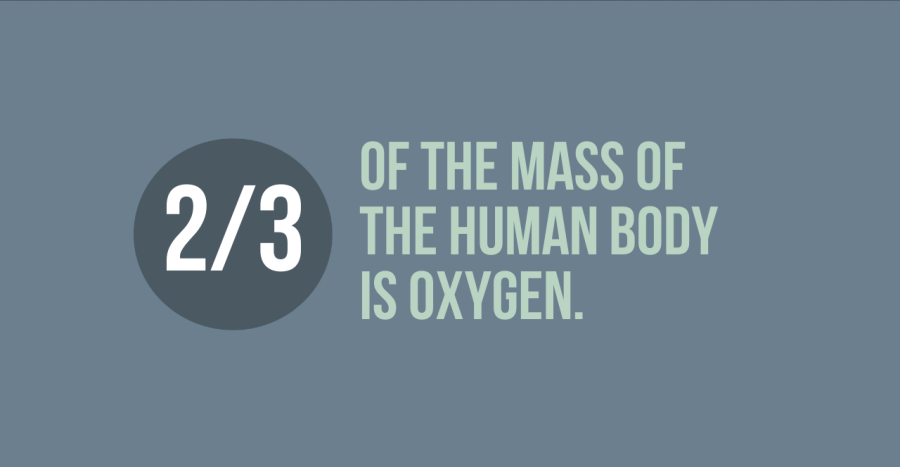 2/3
OF THE MASS OF
THE HUMAN BODY
IS OXYGEN.